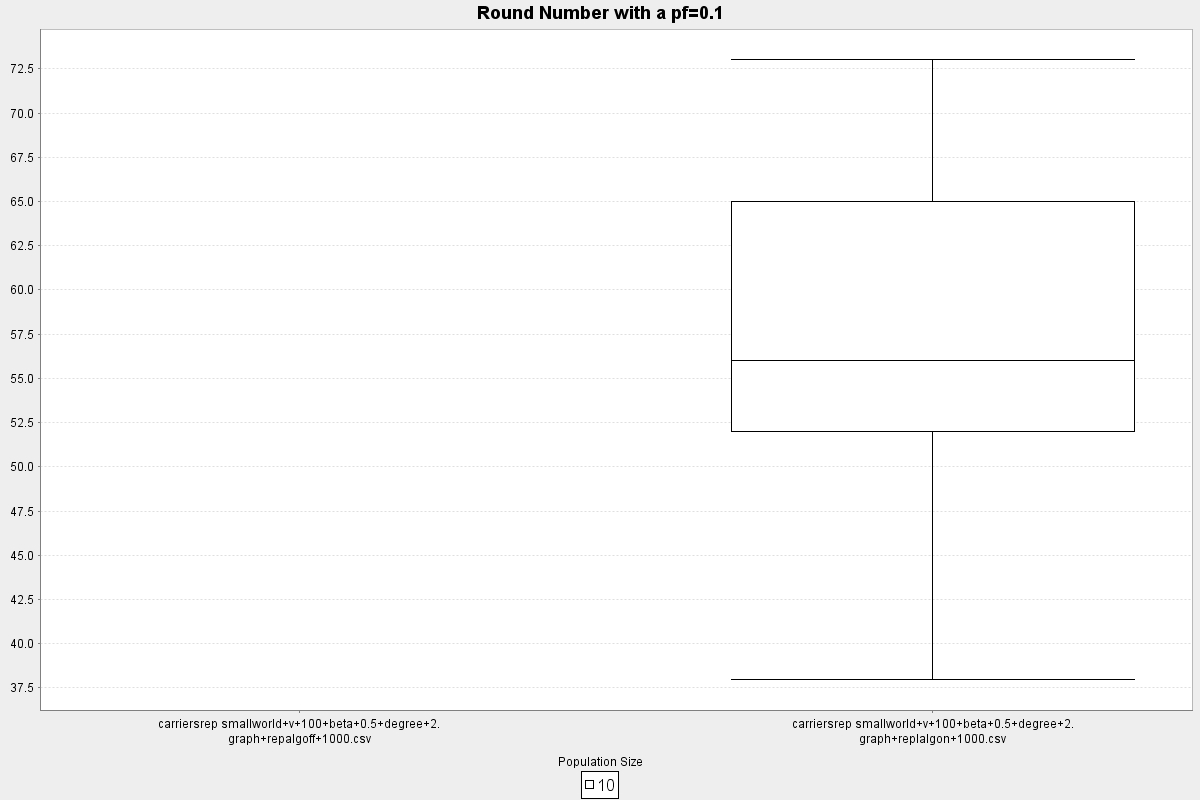 Round Number with a pf=0.1
72.5
70.0
67.5
65.0
62.5
60.0
57.5
55.0
52.5
50.0
47.5
45.0
42.5
40.0
37.5
carriersrep smallworld+v+100+beta+0.5+degree+2.
graph+repalgoff+1000.csv
carriersrep smallworld+v+100+beta+0.5+degree+2.
graph+replalgon+1000.csv
Population Size
10